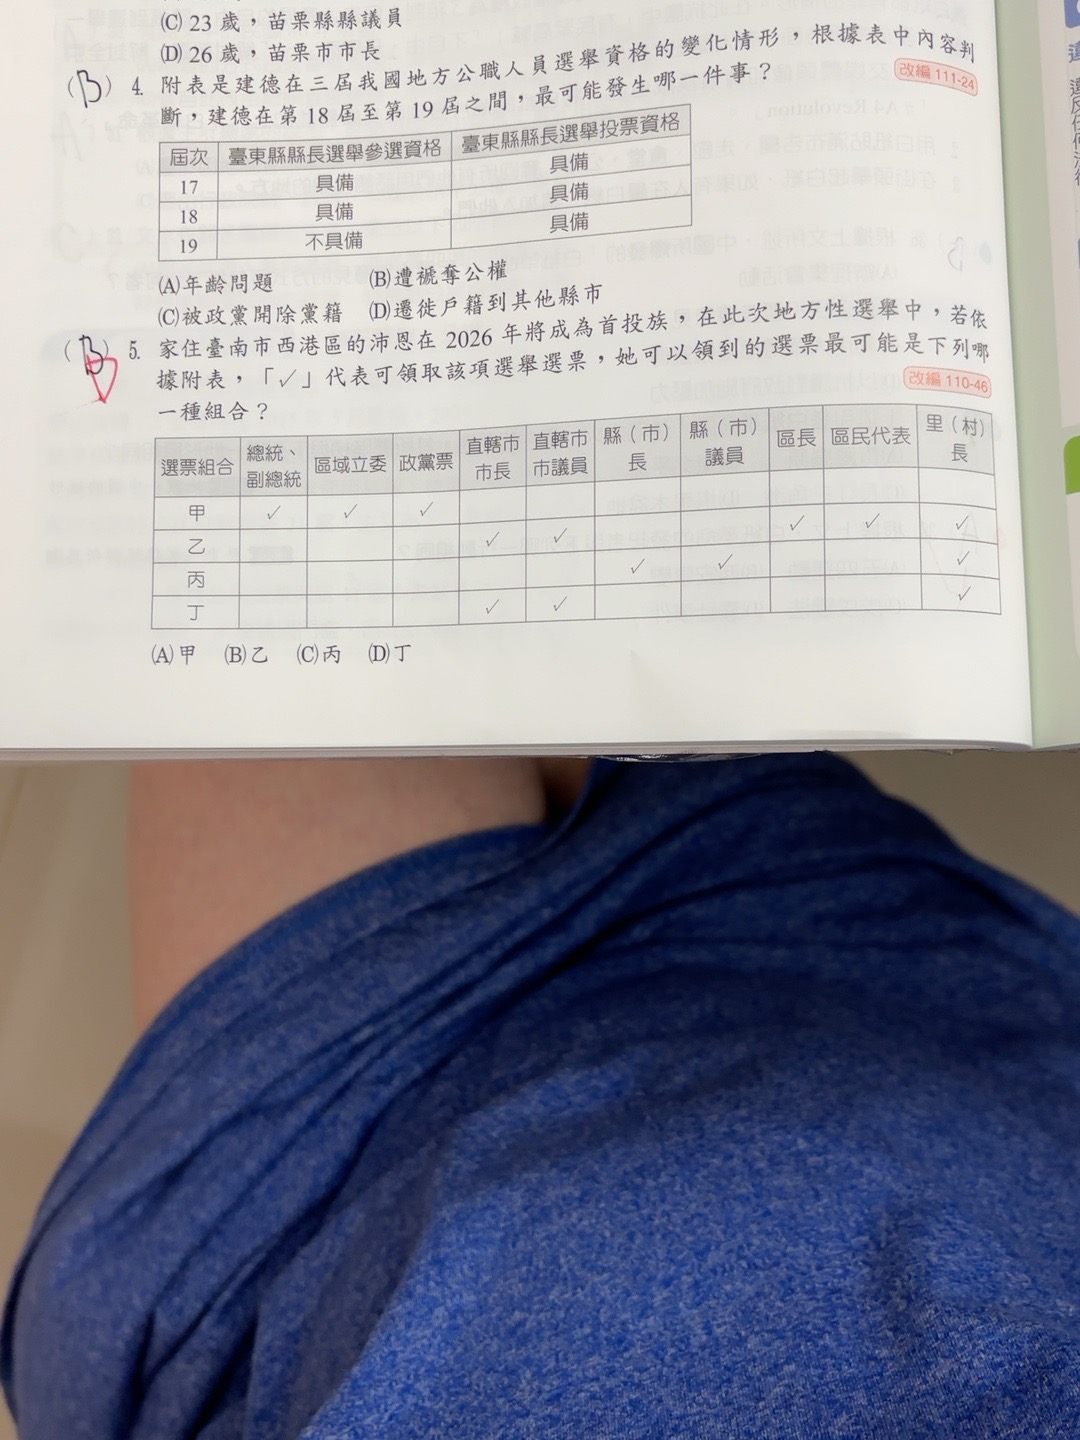 (C) 23 歲，苗栗縣縣議員
(D) 26 歲，苗栗市市長
(B) 4. 附表是建德在三屆我國地方公職人員選舉資格的變化情形，根據表中內容判
斷，建德在第 18 屆至第 19 屆之間，最可能發生哪一件事？ 改編 111-24
屆次 臺東縣縣長選舉參選資格 臺東縣縣長選舉投票資格
17 具備 具備
18 具備 具備
19 不具備 具備
(A)年齡問題 (B)遭褫奪公權
(C)被政黨開除黨籍 (D)遷徙戶籍到其他縣市
(B) 5. 家住臺南市西港區的沛恩在 2026 年將成為首投族，在此次地方性選舉中，若依
據附表，「✓」代表可領取該項選舉選票，她可以領到的選票最可能是下列哪
一種組合？ 改編 110-46
選票組合 總統、副總統 區域立委 政黨票 直轄市市長 直轄市市議員 縣（市）長 縣（市）議員 區長 區民代表 里（村）長
甲 ✓ ✓ ✓
乙 ✓ ✓ ✓ ✓ ✓
丙 ✓ ✓ ✓
丁 ✓ ✓ ✓
(A)甲 (B)乙 (C)丙 (D)丁